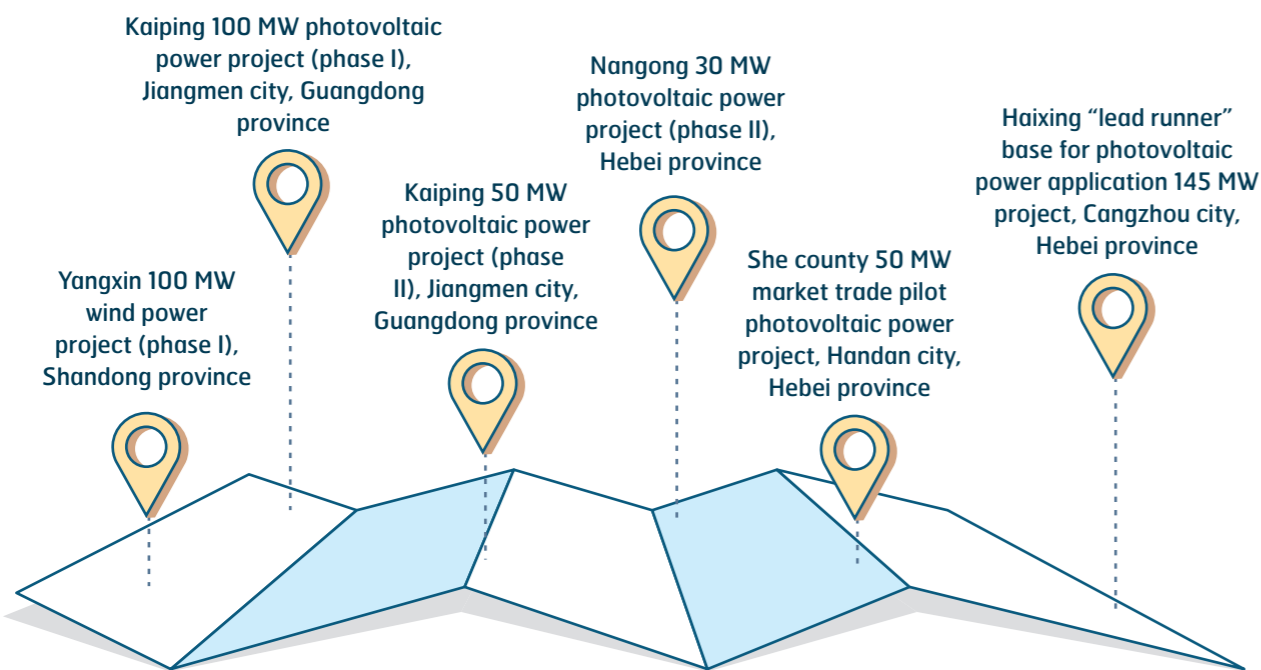 Kaiping 100 MW photovoltaic
power project (phase I),
Jiangmen city, Guangdong
province
Nangong 30 MW
photovoltaic power
project (phase II),
Hebei province
Haixing “lead runner”
base for photovoltaic
power application 145 MW
project, Cangzhou city,
Hebei province
Kaiping 50 MW
photovoltaic power
project (phase
II), Jiangmen city,
Guangdong province
She county 50 MW
market trade pilot
photovoltaic power
project, Handan city,
Hebei province
Yangxin 100 MW
wind power
project (phase I),
Shandong province